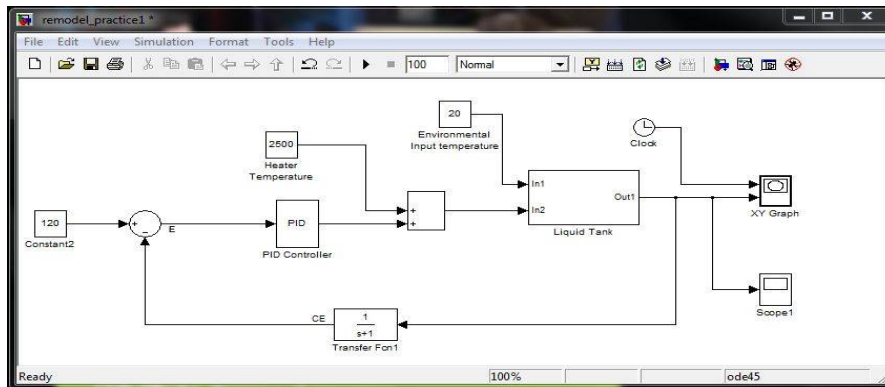 remodel_practice1 *
File Edit View Simulation Format Tools Help
100 Normal
20
Environmental
Input temperature
Clock
2500
Heater
Temperature
In1
Out1
In2
Liquid Tank
XY Graph
120
Constant2
+
−
E
PID
PID Controller
+
+
Scope1
CE
1
s+1
Transfer Fcn1
Ready 100% ode45